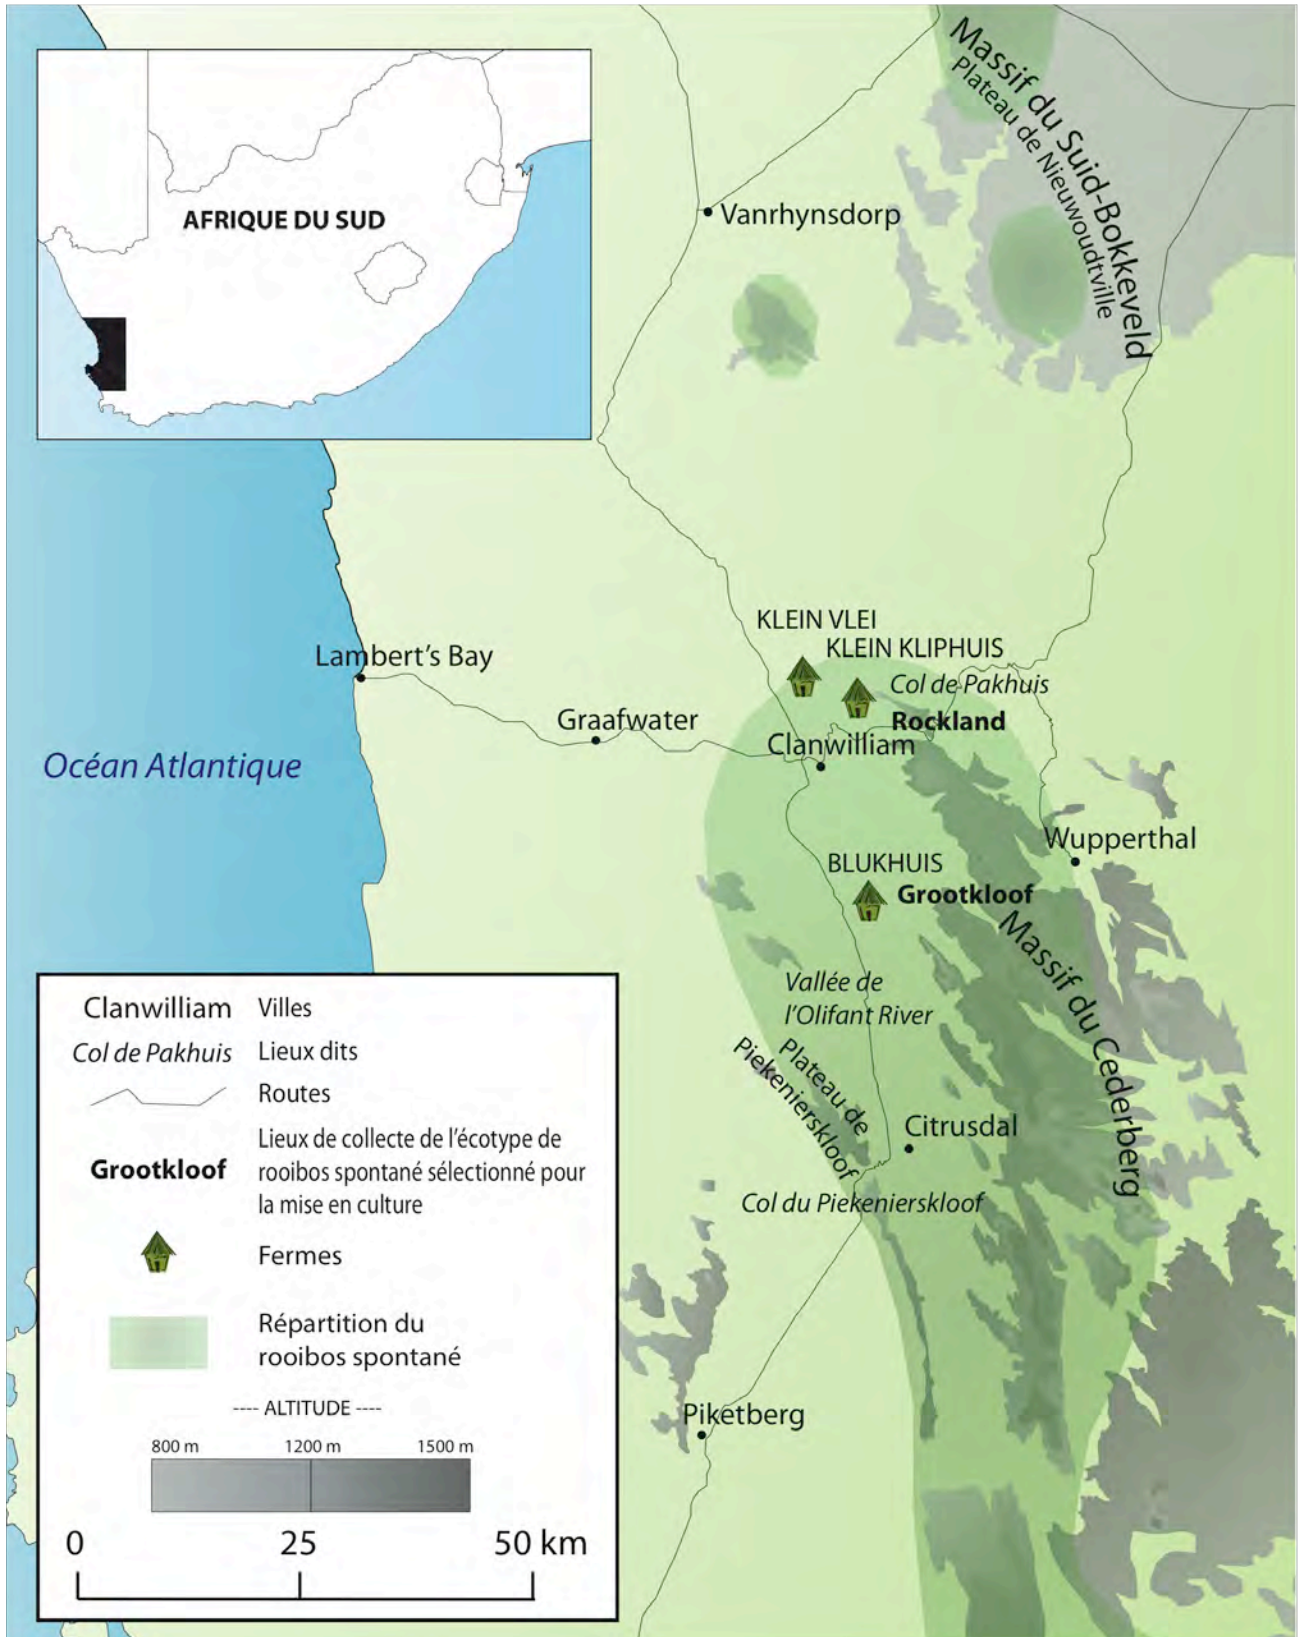 Massif du Suid-Bokkeveld
Plateau de Nieuwoudtville
AFRIQUE DU SUD
Vanrhynsdorp
KLEIN VLEI
KLEIN KLIPHUIS
Lambert's Bay
Col de Pakhuis
Graafwater
Rockland
Clanwilliam
Océan Atlantique
Wupperthal
BLUKHUIS
Grootkloof
Massif du Cederberg
Vallée de
l'Olifant River
Plateau de
Piekenierskloof
Citrusdal
Col du Piekenierskloof
Piketberg
Clanwilliam Villes
Col de Pakhuis Lieux dits
Routes
Grootkloof
Lieux de collecte de l'écotype de
rooibos spontané sélectionné pour
la mise en culture
Fermes
Répartition du
rooibos spontané
---- ALTITUDE ----
800 m 1200 m 1500 m
0 25 50 km